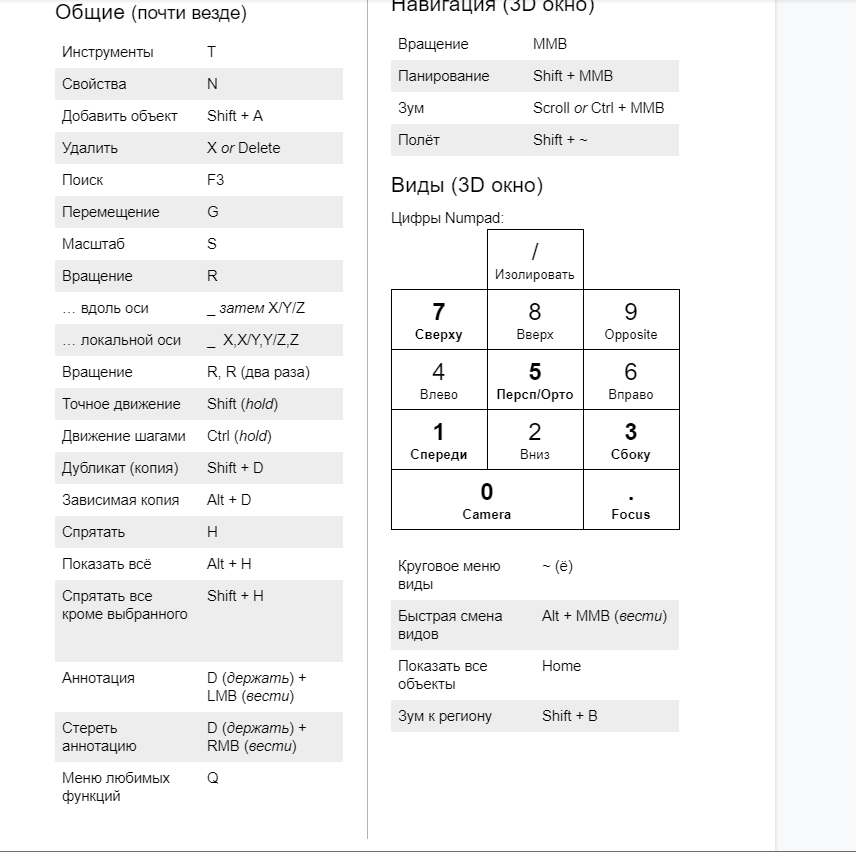 Общие (почти везде)
Инструменты T
Свойства N
Добавить объект Shift + A
Удалить X or Delete
Поиск F3
Перемещение G
Масштаб S
Вращение R
… вдоль оси _ затем X/Y/Z
… локальной оси _ X,X/Y,Y/Z,Z
Вращение R, R (два раза)
Точное движение Shift (hold)
Движение шагами Ctrl (hold)
Дубликат (копия) Shift + D
Зависимая копия Alt + D
Спрятать H
Показать всё Alt + H
Спрятать все Shift + H
кроме выбранного
Аннотация D (держать) +
LMB (вести)
Стереть D (держать) +
аннотацию RMB (вести)
Меню любимых Q
функций
Навигация (3D окно)
Вращение MMB
Панирование Shift + MMB
Зум Scroll or Ctrl + MMB
Полёт Shift + ~
Виды (3D окно)
Цифры Numpad:
/
Изолировать
7 8 9
Сверху Вверх Opposite
4 5 6
Влево Персп/Орто Вправо
1 2 3
Спереди Вниз Сбоку
0 .
Camera Focus
Круговое меню ~ (ё)
виды
Быстрая смена Alt + MMB (вести)
видов
Показать все Home
объекты
Зум к региону Shift + B